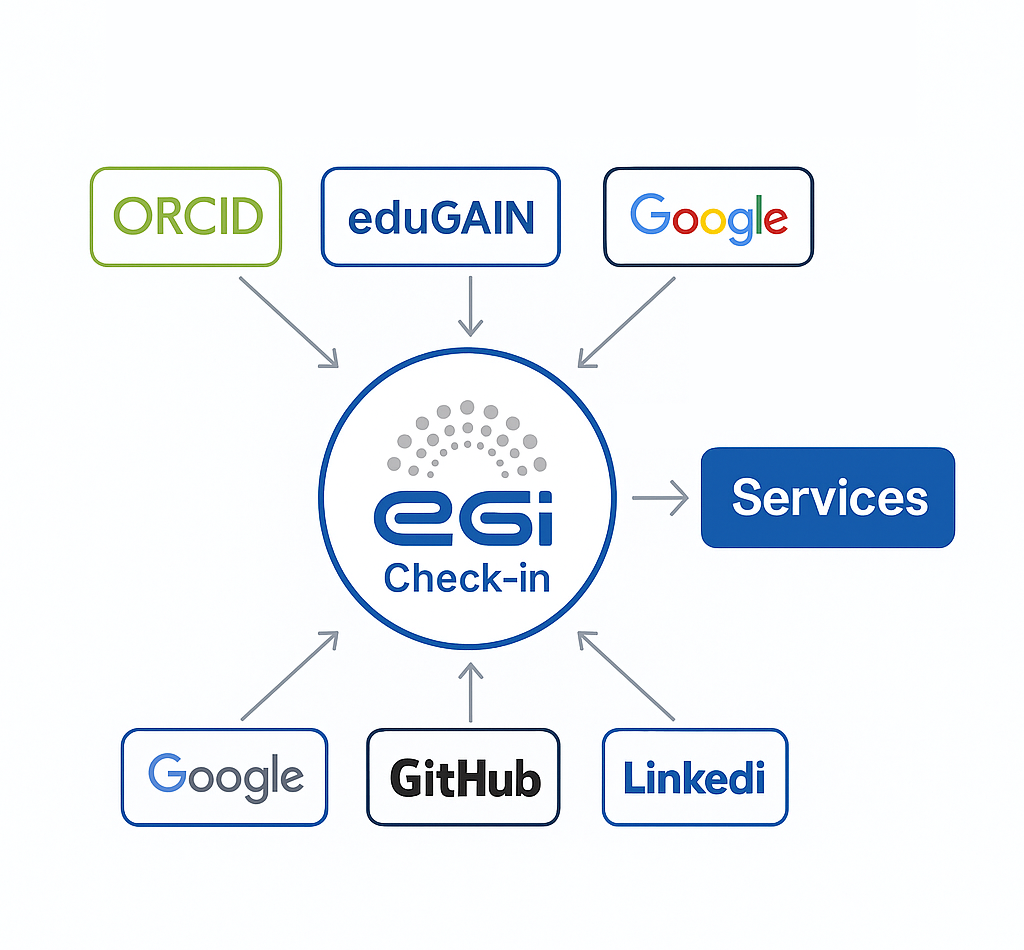 ORCID
eduGAIN
Google
egi
Check-in
Services
Google
GitHub
Linkedi